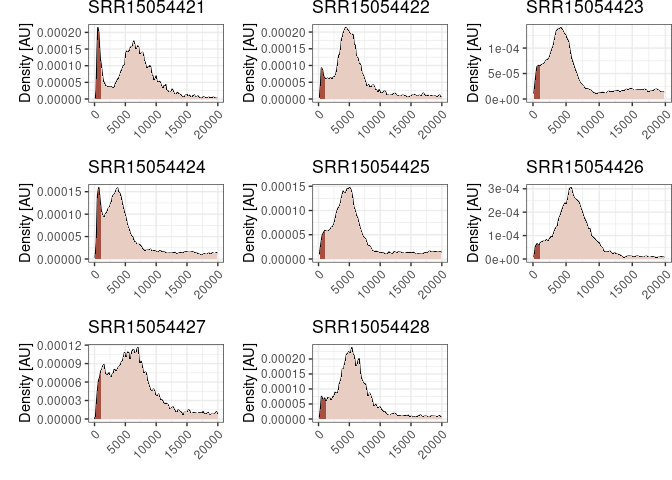 SRR15054421
Density [AU]
0.00020
0.00015
0.00010
0.00005
0.00000
0
5000
10000
15000
20000
SRR15054422
Density [AU]
0.00020
0.00015
0.00010
0.00005
0.00000
0
5000
10000
15000
20000
SRR15054423
Density [AU]
1e-04
5e-05
0e+00
0
5000
10000
15000
20000
SRR15054424
Density [AU]
0.00015
0.00010
0.00005
0.00000
0
5000
10000
15000
20000
SRR15054425
Density [AU]
0.00015
0.00010
0.00005
0.00000
0
5000
10000
15000
20000
SRR15054426
Density [AU]
3e-04
2e-04
1e-04
0e+00
0
5000
10000
15000
20000
SRR15054427
Density [AU]
0.00012
0.00009
0.00006
0.00003
0.00000
0
5000
10000
15000
20000
SRR15054428
Density [AU]
0.00020
0.00015
0.00010
0.00005
0.00000
0
5000
10000
15000
20000